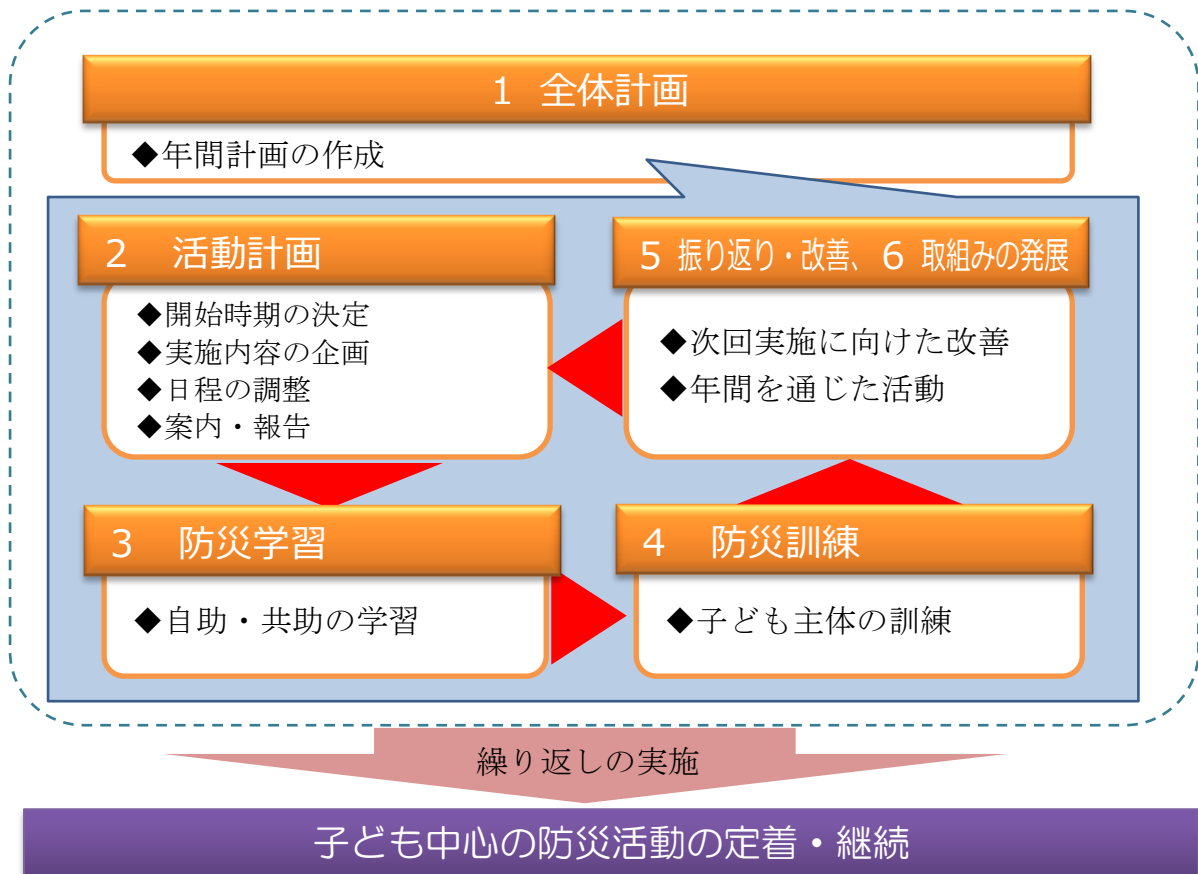 1 全体計画
◆年間計画の作成
2 活動計画
◆開始時期の決定
◆実施内容の企画
◆日程の調整
◆案内・報告
5 振り返り・改善、6 取組みの発展
◆次回実施に向けた改善
◆年間を通じた活動
3 防災学習
◆自助・共助の学習
4 防災訓練
◆子ども主体の訓練
繰り返しの実施
子ども中心の防災活動の定着・継続